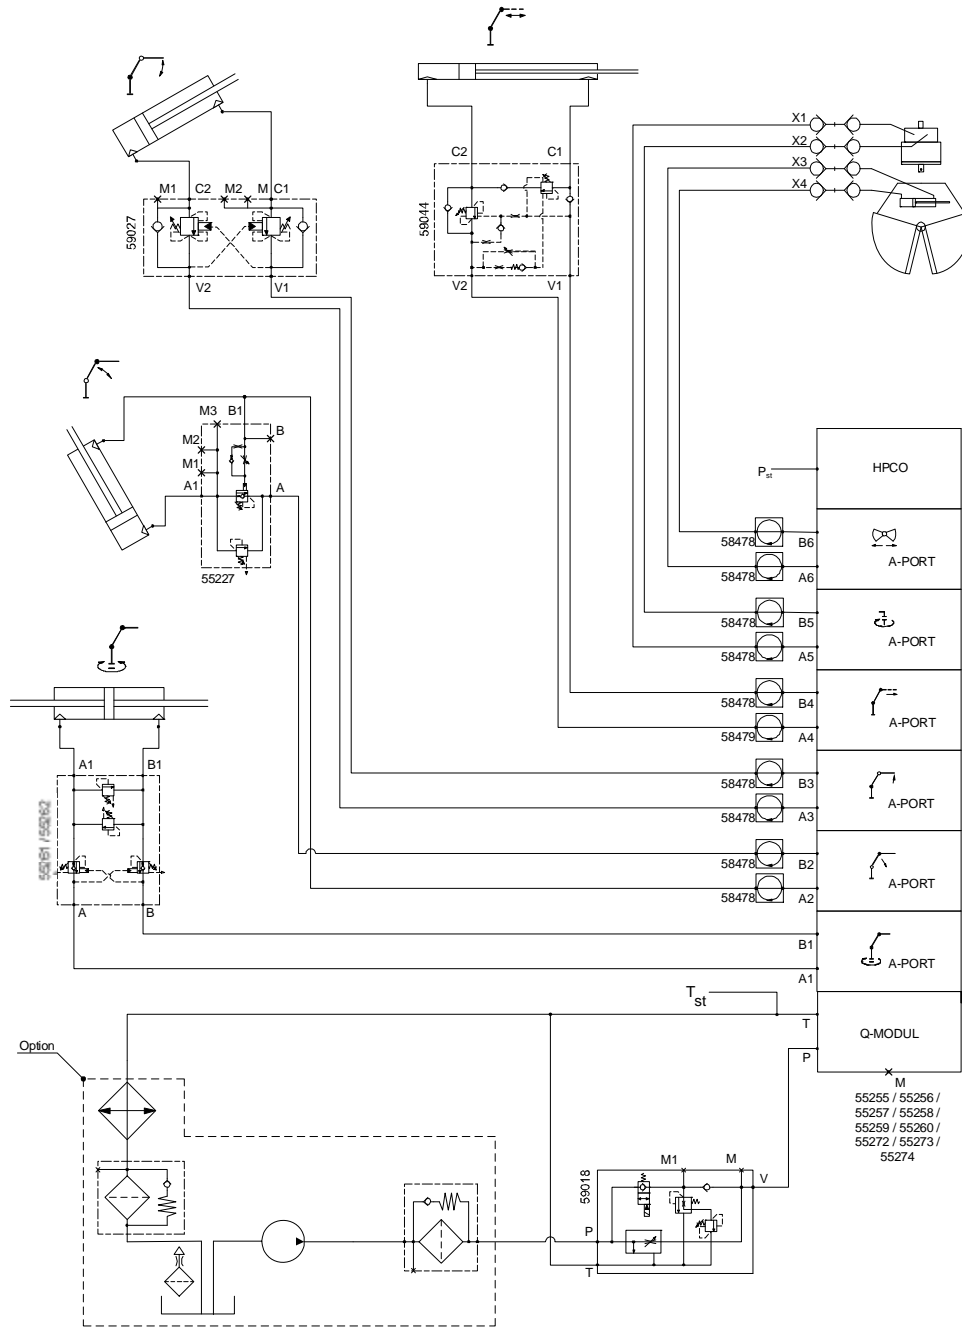 X1
X2
X3
X4
C2
C1
59044
V2
V1
M1
C2
M2
M
C1
59027
V2
V1
M3
B1
B
M2
M1
A1
A
55227
HPCO
Pst
58478
B6
A-PORT
58478
A6
58478
B5
A-PORT
58478
A5
58478
B4
A-PORT
58479
A4
58478
B3
A-PORT
58478
A3
58478
B2
A-PORT
58478
A2
A1
B1
55261 / 55262
A
B
B1
A-PORT
A1
Tst
T
Q-MODUL
P
M
55255 / 55256 /
55257 / 55258 /
55259 / 55260 /
55272 / 55273 /
55274
Option
59018
M1
M
V
P
T